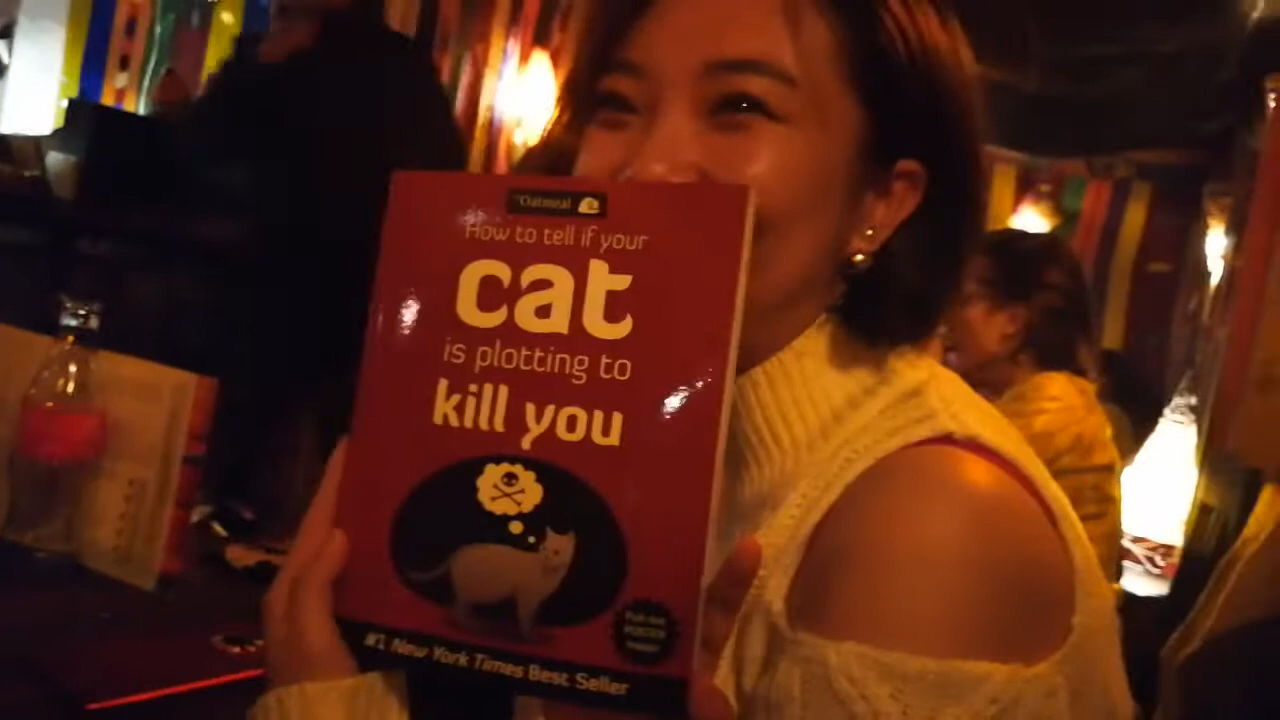 The Oatmeal
How to tell if your
cat
is plotting to
kill you
#1 New York Times Best Seller